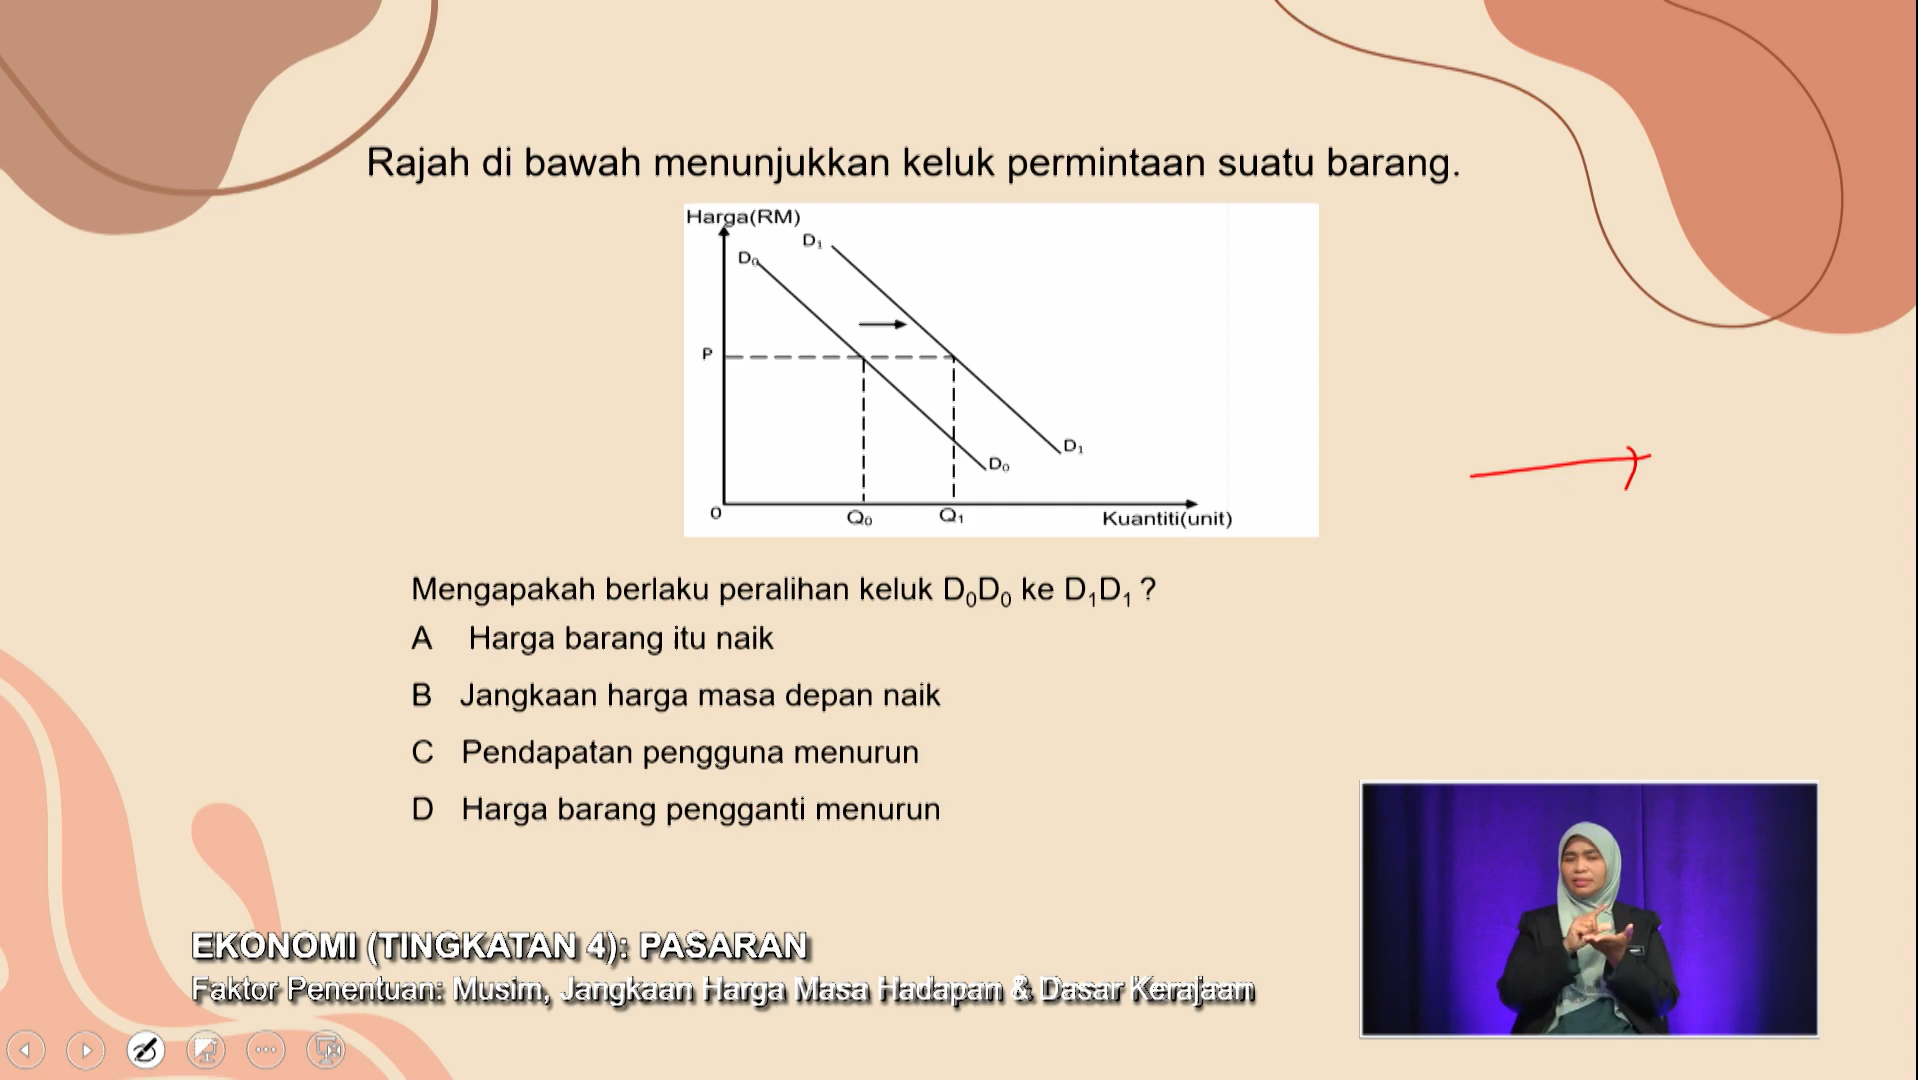 Rajah di bawah menunjukkan keluk permintaan suatu barang.
Harga(RM)
D₁
D₀
P
D₁
D₀
0
Q₀
Q₁
Kuantiti(unit)
Mengapakah berlaku peralihan keluk D₀D₀ ke D₁D₁ ?
A Harga barang itu naik
B Jangkaan harga masa depan naik
C Pendapatan pengguna menurun
D Harga barang pengganti menurun
EKONOMI (TINGKATAN 4): PASARAN
Faktor Penentuan: Musim, Jangkaan Harga Masa Hadapan & Dasar Kerajaan